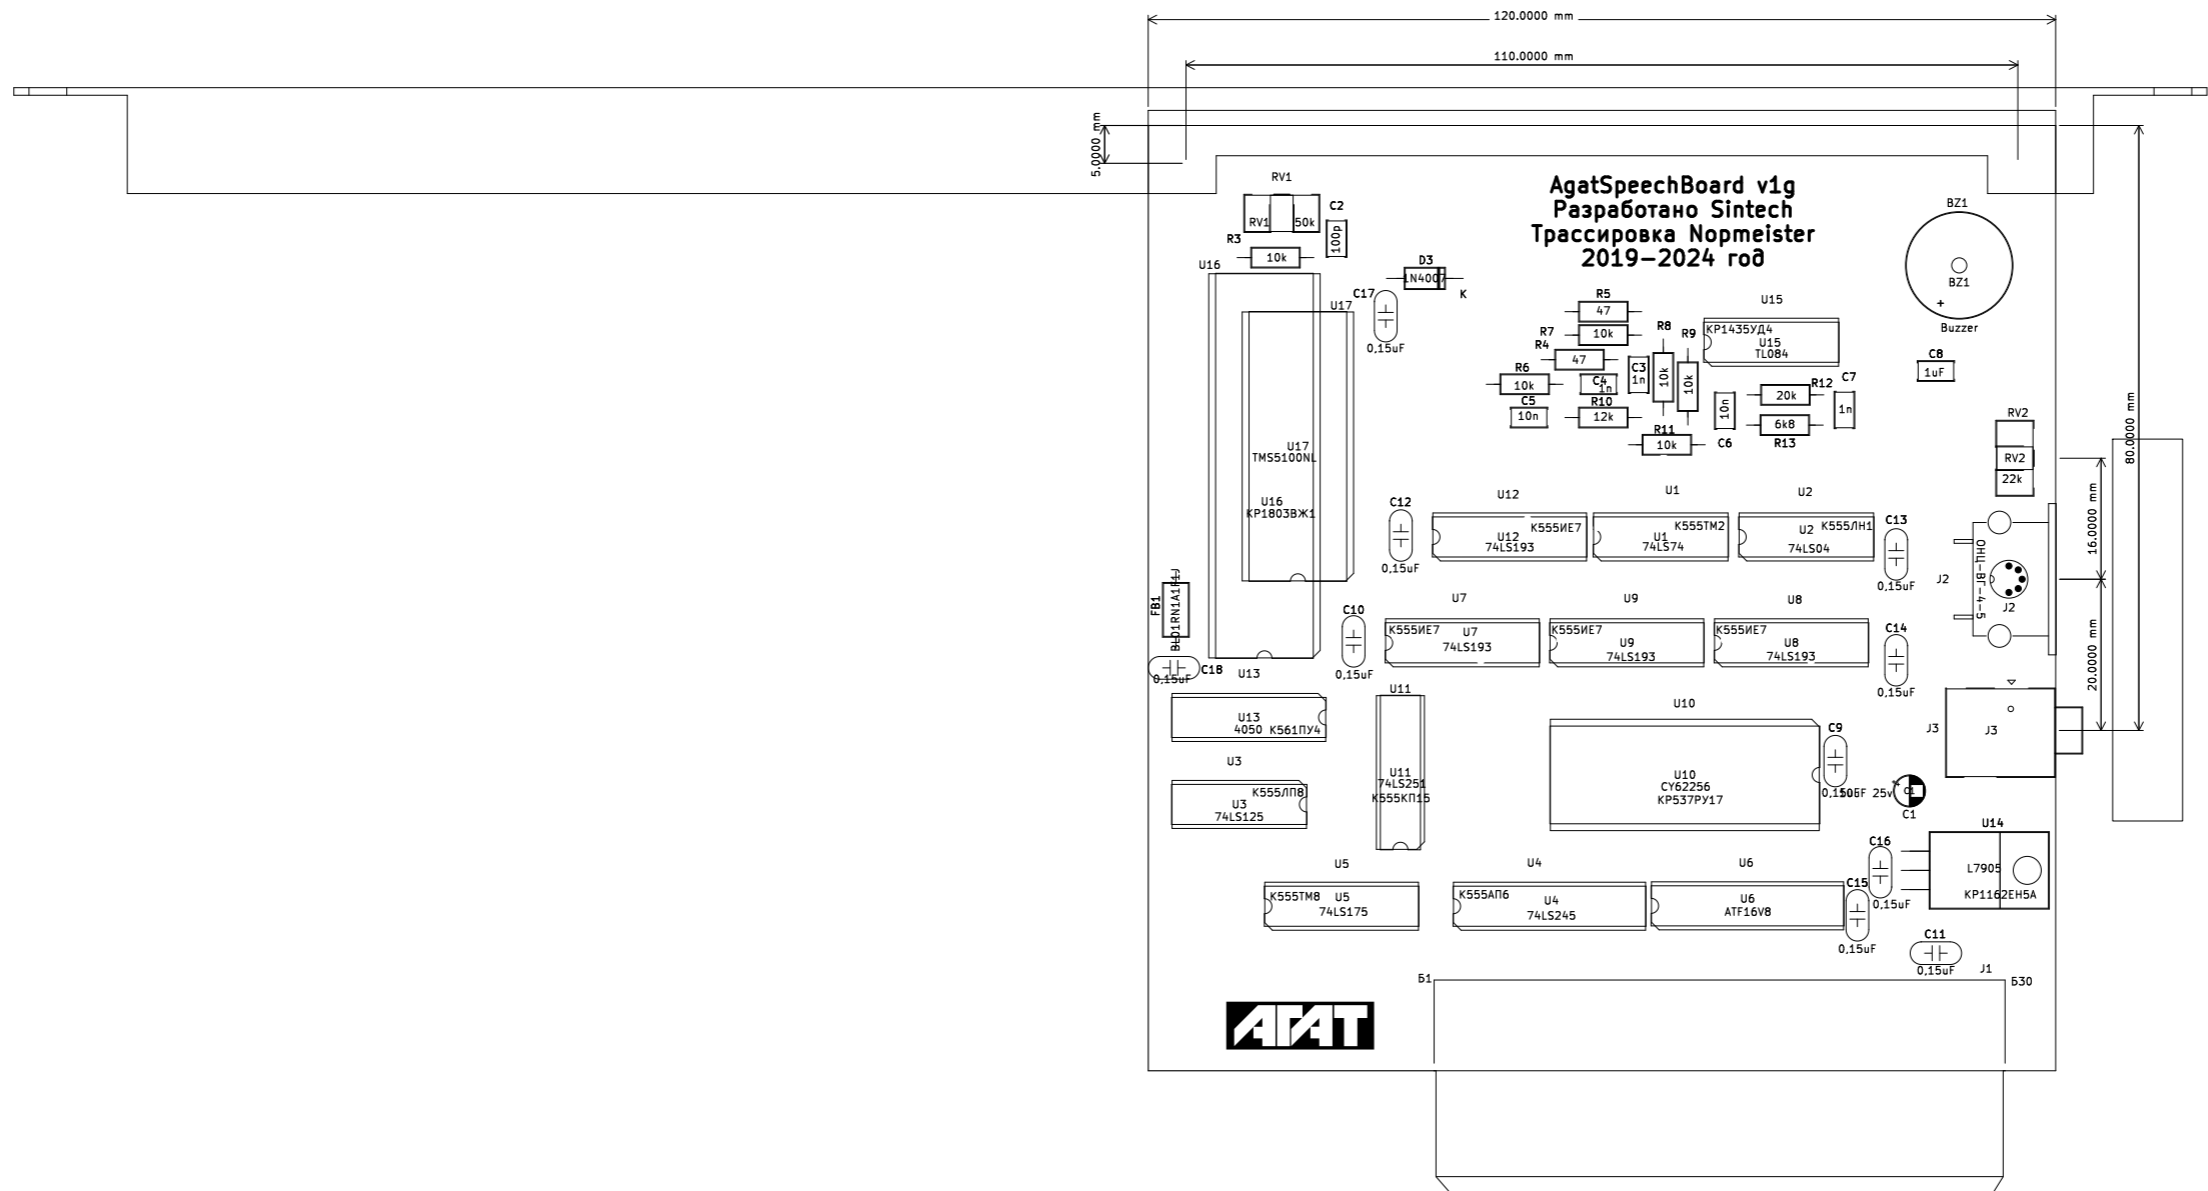 120.0000 mm
110.0000 mm
5.0000 mm
AgatSpeechBoard v1g
Разработано Sintech
Трассировка Nopmeister
2019-2024 год
RV1
RV1
50k
C2
100p
R3
10k
U16
U17
D3
1N4007
K
C17
0,15uF
BZ1
BZ1
+
Buzzer
R5
47
R7
10k
R4
47
R6
10k
C5
10n
C4
1n
C3
1n
R8
10k
R9
10k
R10
12k
R11
10k
C6
10n
U15
КР1435УД4
U15
TL084
R12
20k
R13
6k8
C7
1n
C8
1uF
RV2
RV2
22k
80.0000 mm
16.0000 mm
20.0000 mm
U17
TMS5100NL
U16
КР1803ВЖ1
C12
0,15uF
U12
К555ИЕ7
U12
74LS193
U1
К555ТМ2
U1
74LS74
U2
К555ЛН1
U2
74LS04
C13
0,15uF
J2
ОНЦ-ВГ-4-5
J2
FB1
BL01RN1A1F1J
C18
0,15uF
C10
0,15uF
U7
К555ИЕ7
U7
74LS193
U9
К555ИЕ7
U9
74LS193
U8
К555ИЕ7
U8
74LS193
C14
0,15uF
U13
U13
4050
К561ПУ4
U11
U11
74LS251
К555КП15
U10
U10
CY62256
КР537РУ17
C9
0,15uF
25v
C1
C1
J3
J3
U3
К555ЛП8
U3
74LS125
U14
L7905
КР1162ЕН5А
C16
0,15uF
C15
0,15uF
U5
К555ТМ8
U5
74LS175
U4
К555АП6
U4
74LS245
U6
U6
ATF16V8
C11
0,15uF
J1
Б1
Б30
АГАТ